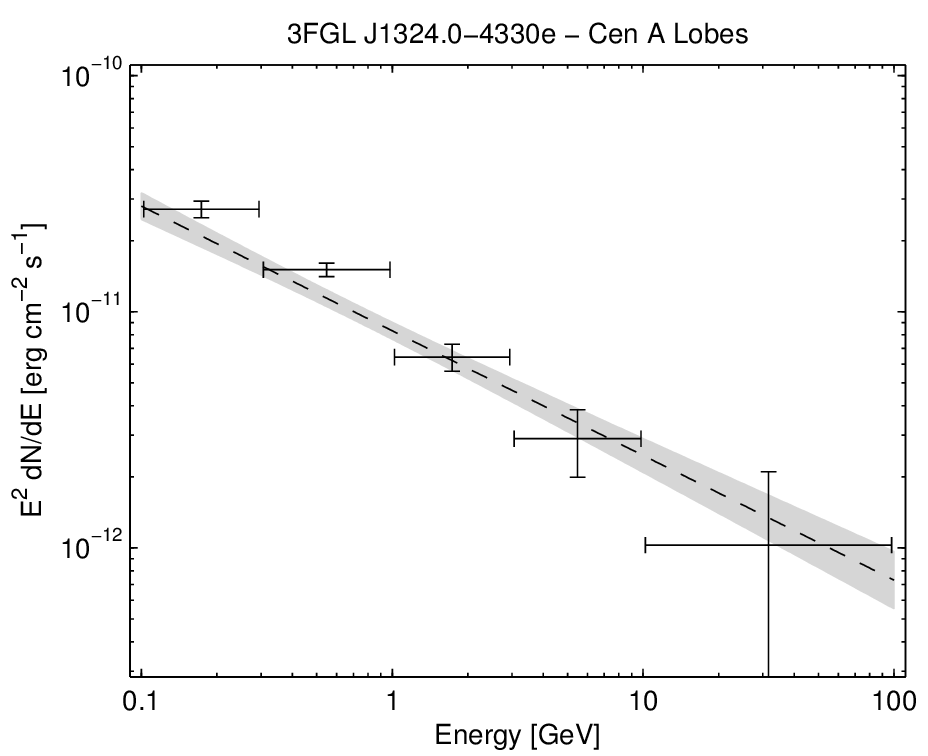 3FGL J1324.0−4330e − Cen A Lobes
10⁻¹⁰
10⁻¹¹
10⁻¹²
E² dN/dE [erg cm⁻² s⁻¹]
0.1 1 10 100
Energy [GeV]